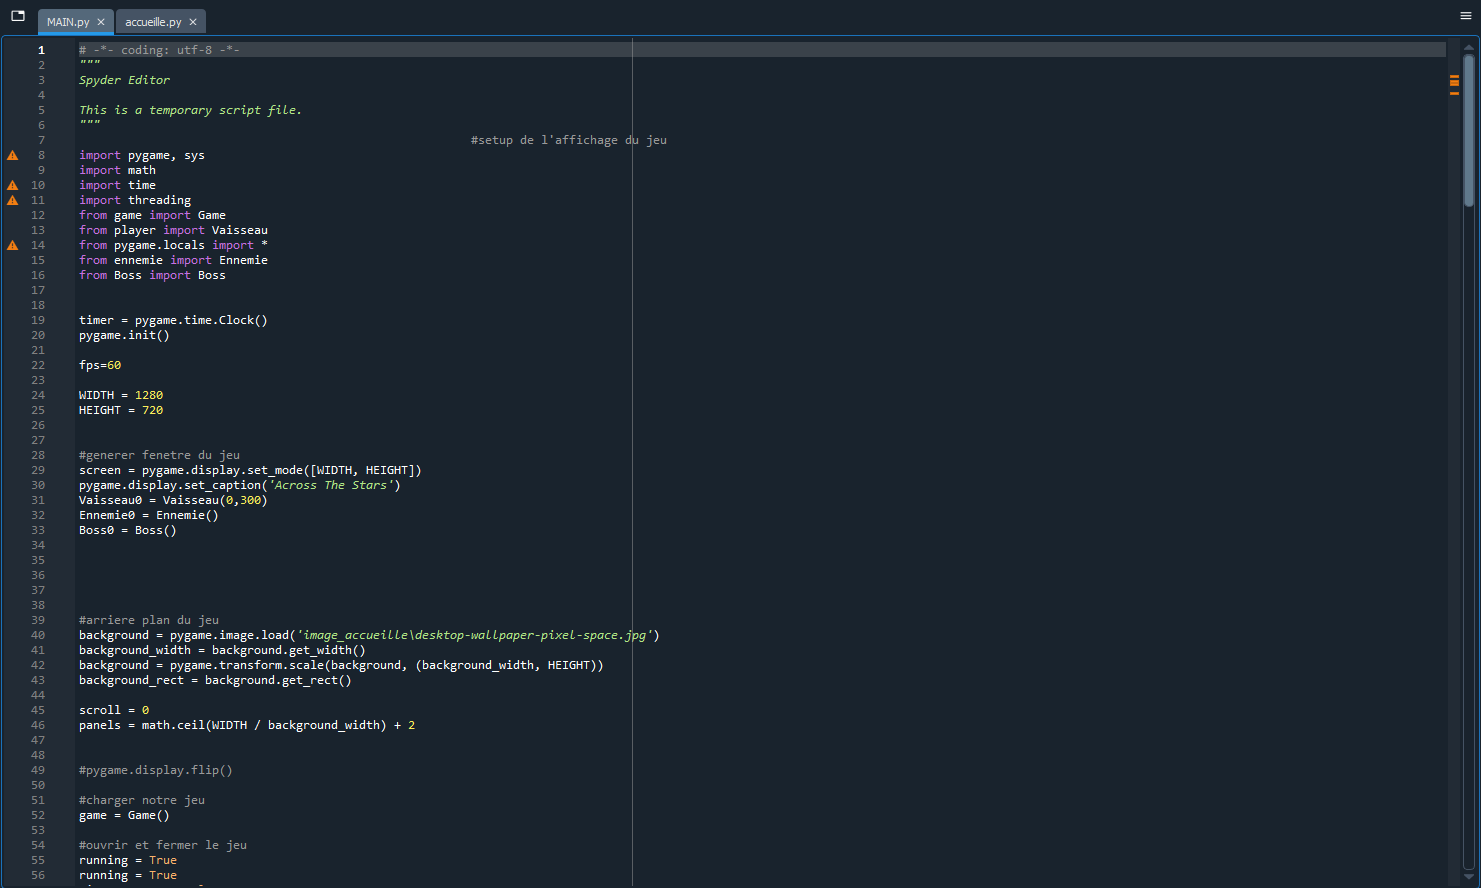 MAIN.py
accueille.py
1 # -*- coding: utf-8 -*-
2 """
3 Spyder Editor
4
5 This is a temporary script file.
6 """
7 #setup de l'affichage du jeu
8 import pygame, sys
9 import math
10 import time
11 import threading
12 from game import Game
13 from player import Vaisseau
14 from pygame.locals import *
15 from ennemie import Ennemie
16 from Boss import Boss
17
18
19 timer = pygame.time.Clock()
20 pygame.init()
21
22 fps=60
23
24 WIDTH = 1280
25 HEIGHT = 720
26
27
28 #generer fenetre du jeu
29 screen = pygame.display.set_mode([WIDTH, HEIGHT])
30 pygame.display.set_caption('Across The Stars')
31 Vaisseau0 = Vaisseau(0,300)
32 Ennemie0 = Ennemie()
33 Boss0 = Boss()
34
35
36
37
38
39 #arriere plan du jeu
40 background = pygame.image.load('image_accueille\desktop-wallpaper-pixel-space.jpg')
41 background_width = background.get_width()
42 background = pygame.transform.scale(background, (background_width, HEIGHT))
43 background_rect = background.get_rect()
44
45 scroll = 0
46 panels = math.ceil(WIDTH / background_width) + 2
47
48
49 #pygame.display.flip()
50
51 #charger notre jeu
52 game = Game()
53
54 #ouvrir et fermer le jeu
55 running = True
56 running = True